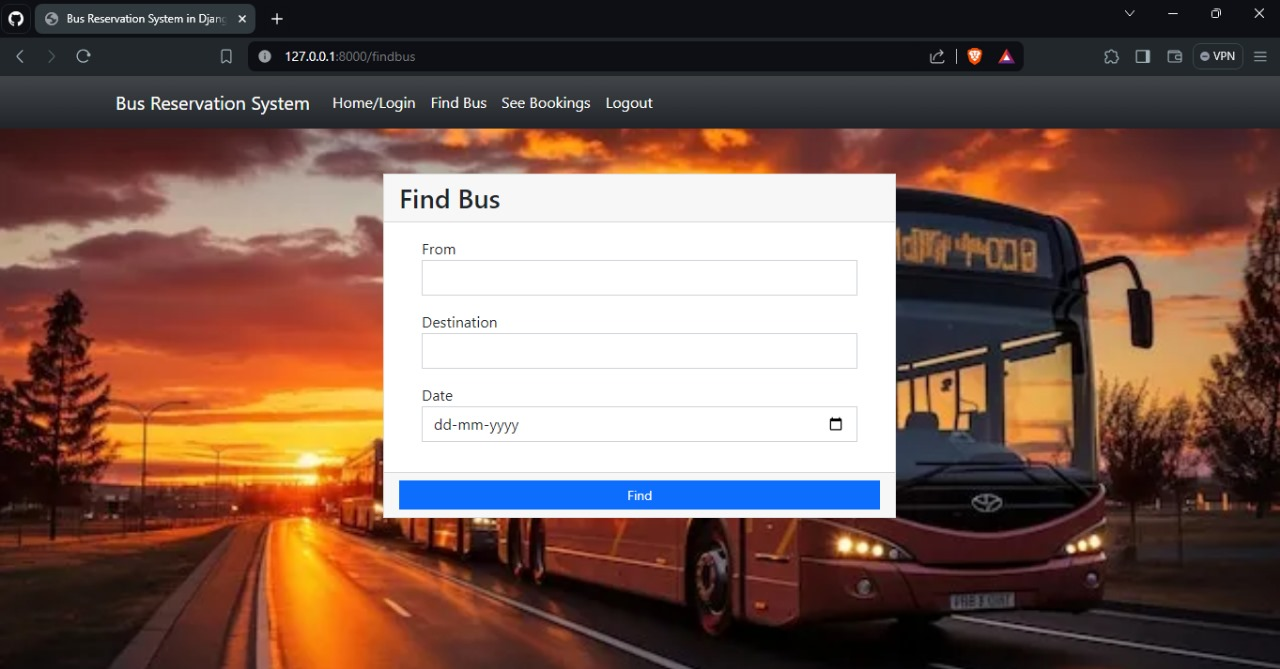 Bus Reservation System in Djang
127.0.0.1:8000/findbus
VPN
Bus Reservation System Home/Login Find Bus See Bookings Logout
Find Bus
From
Destination
Date
dd-mm-yyyy
Find